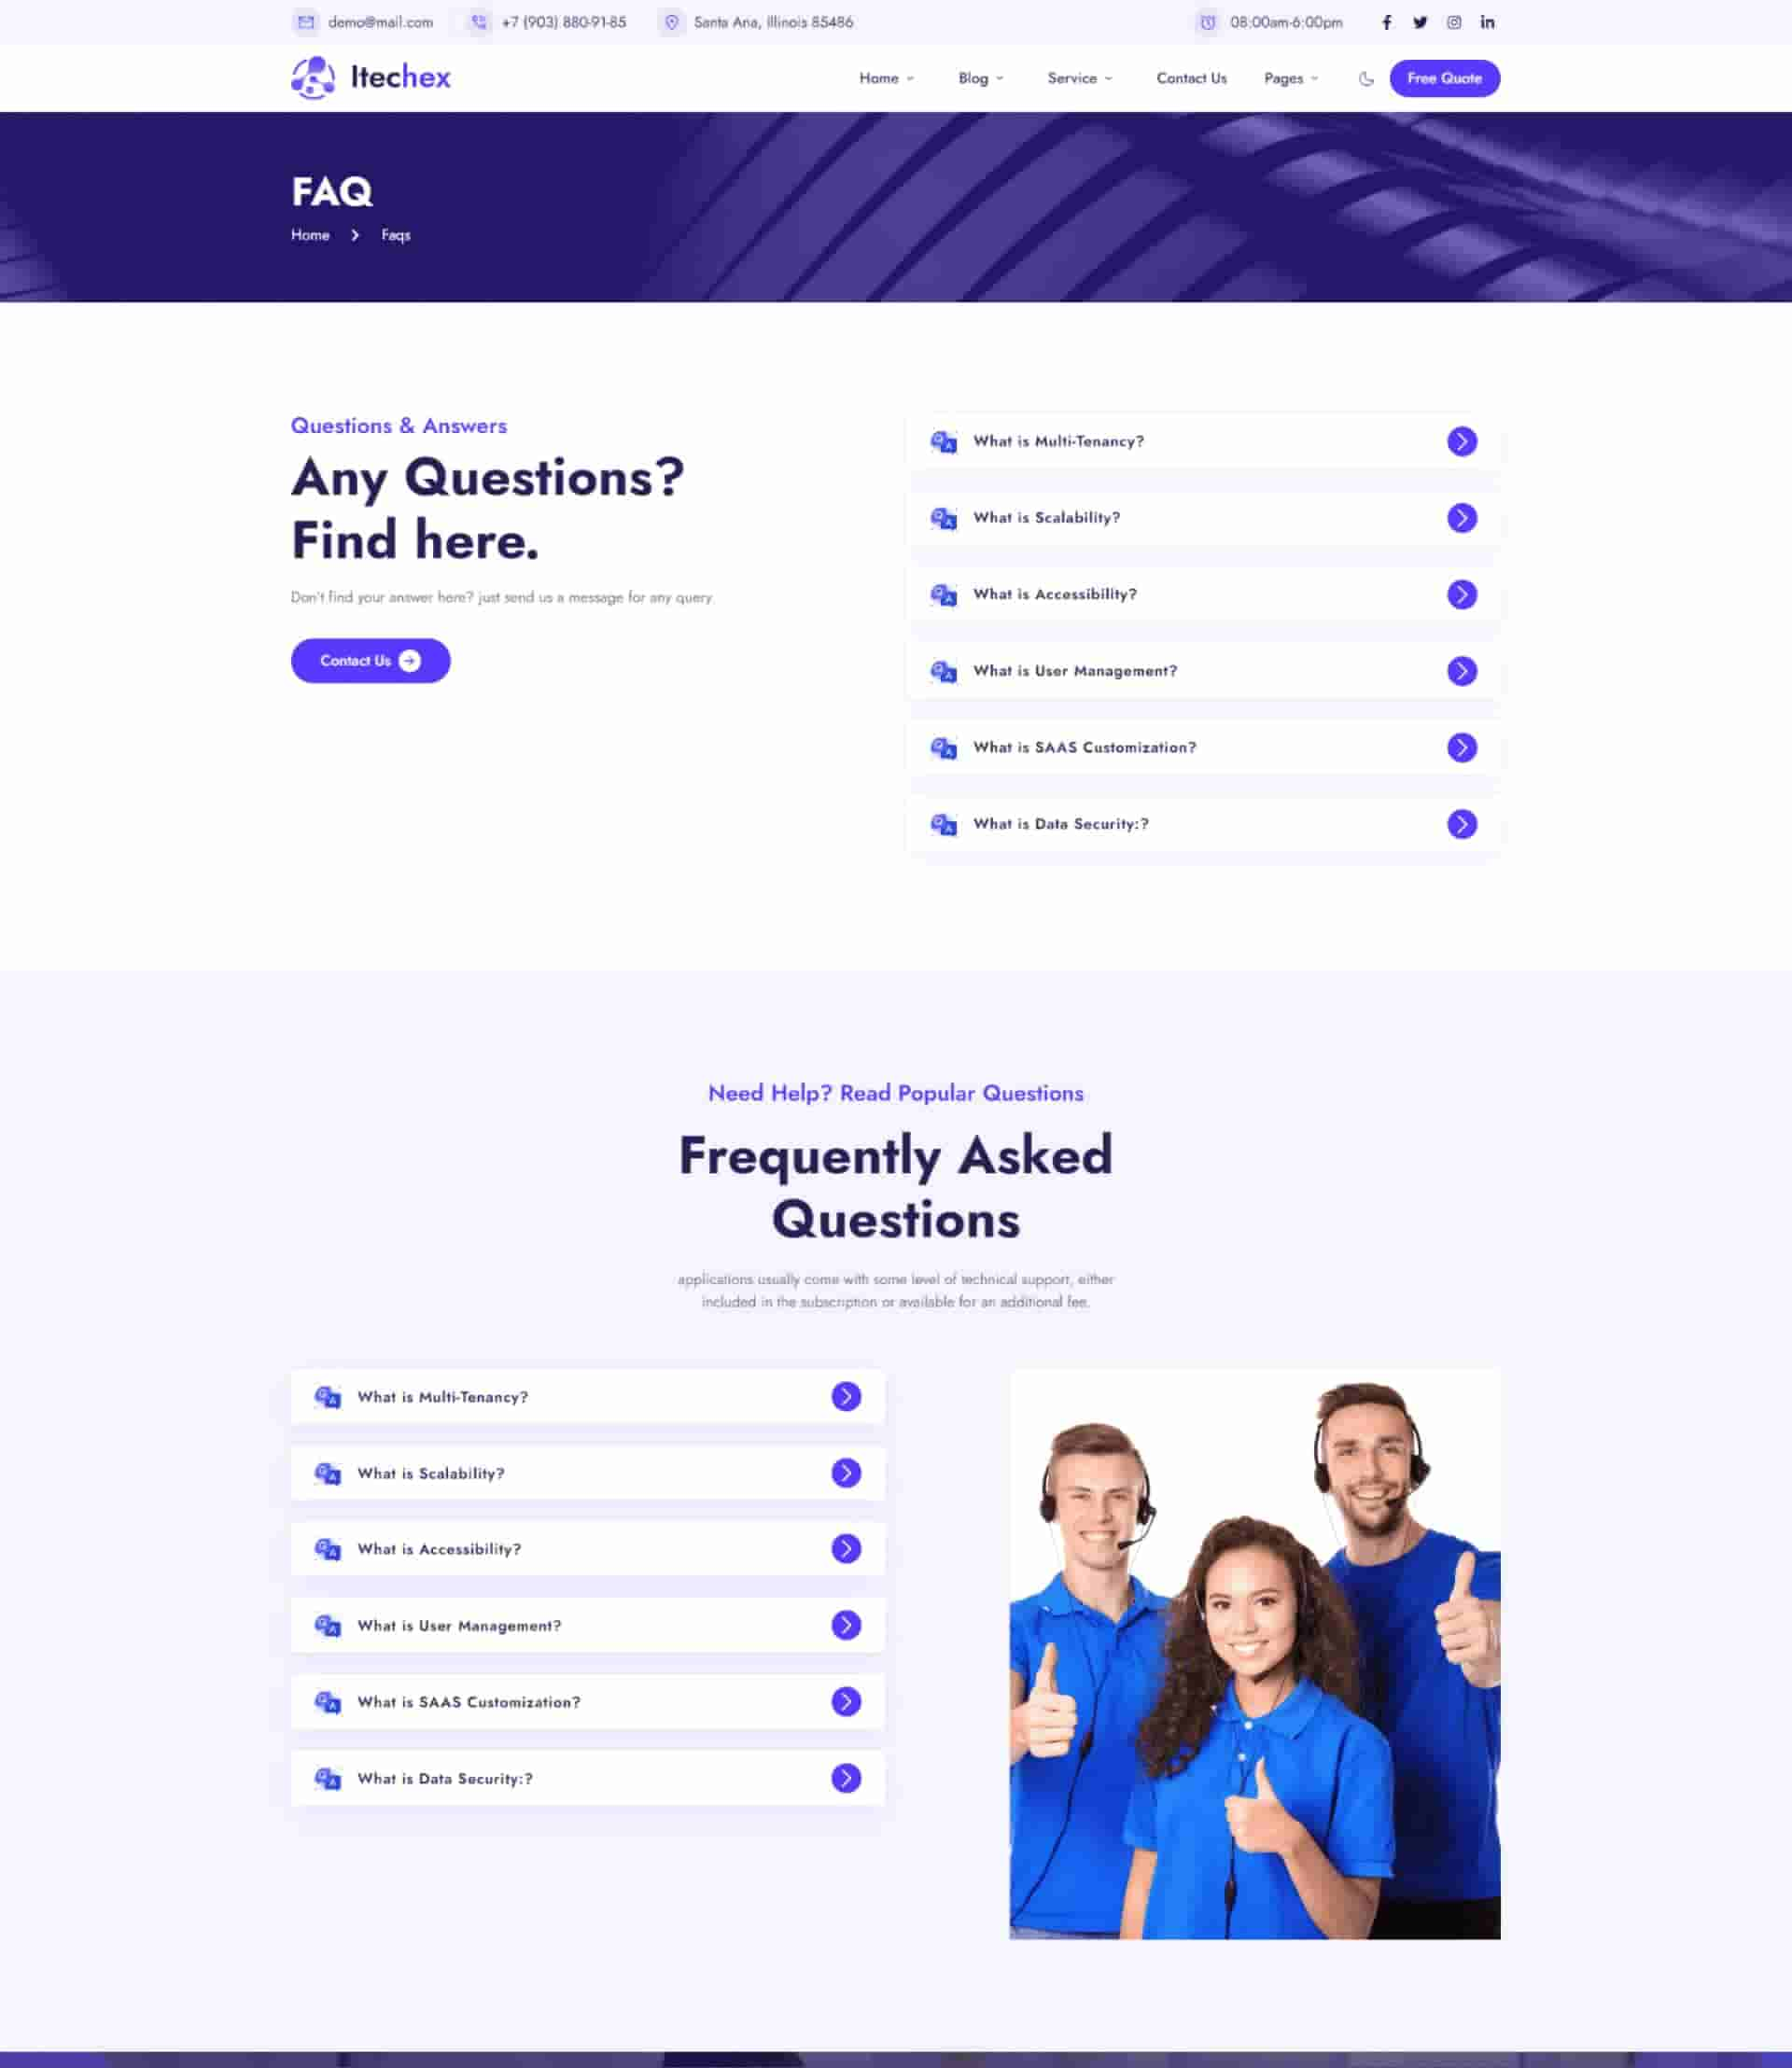 demo@mail.com +7 (903) 880-91-85 Santa Ana, Illinois 85486 08:00am-6:00pm
Itechex Home Blog Service Contact Us Pages Free Quote
FAQ
Home Faqs
Questions & Answers
Any Questions?
Find here.
Don't find your answer here? just send us a message for any query.
Contact Us
What is Multi-Tenancy?
What is Scalability?
What is Accessibility?
What is User Management?
What is SAAS Customization?
What is Data Security:?
Need Help? Read Popular Questions
Frequently Asked
Questions
applications usually come with some level of technical support, either
included in the subscription or available for an additional fee.
What is Multi-Tenancy?
What is Scalability?
What is Accessibility?
What is User Management?
What is SAAS Customization?
What is Data Security:?